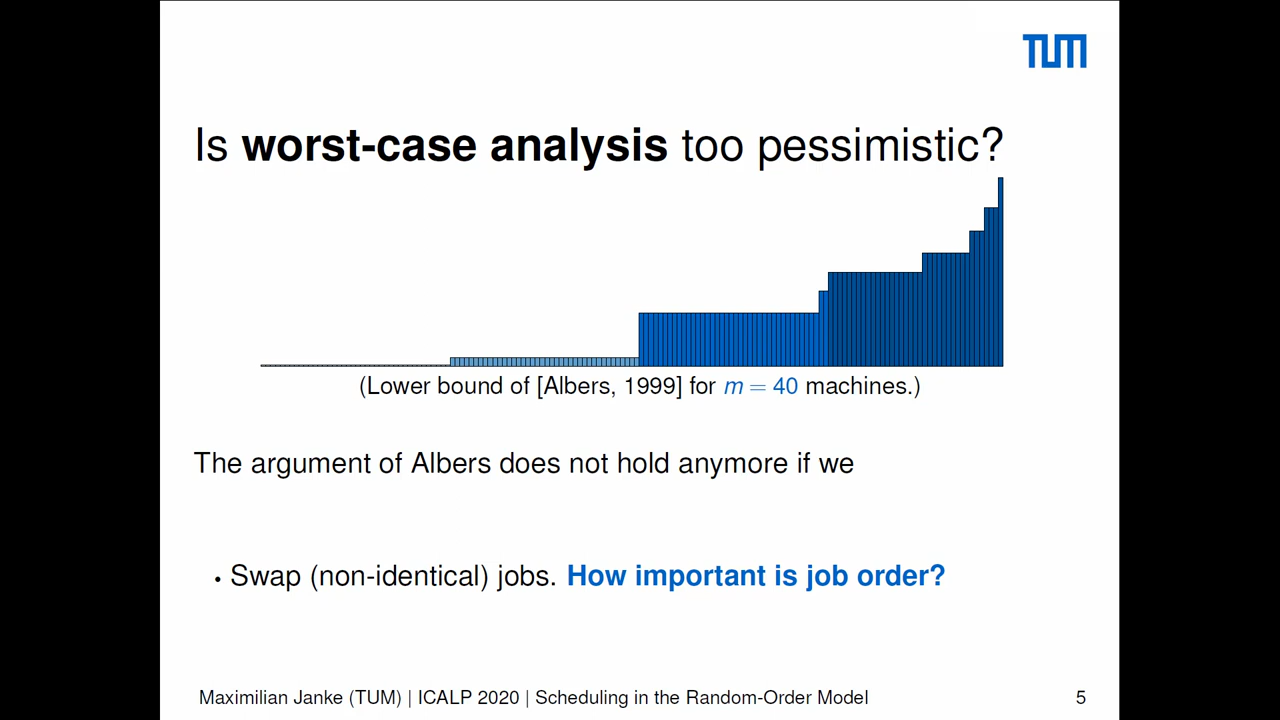 TUM
Is worst-case analysis too pessimistic?
(Lower bound of [Albers, 1999] for m = 40 machines.)
The argument of Albers does not hold anymore if we
• Swap (non-identical) jobs. How important is job order?
Maximilian Janke (TUM) | ICALP 2020 | Scheduling in the Random-Order Model 5